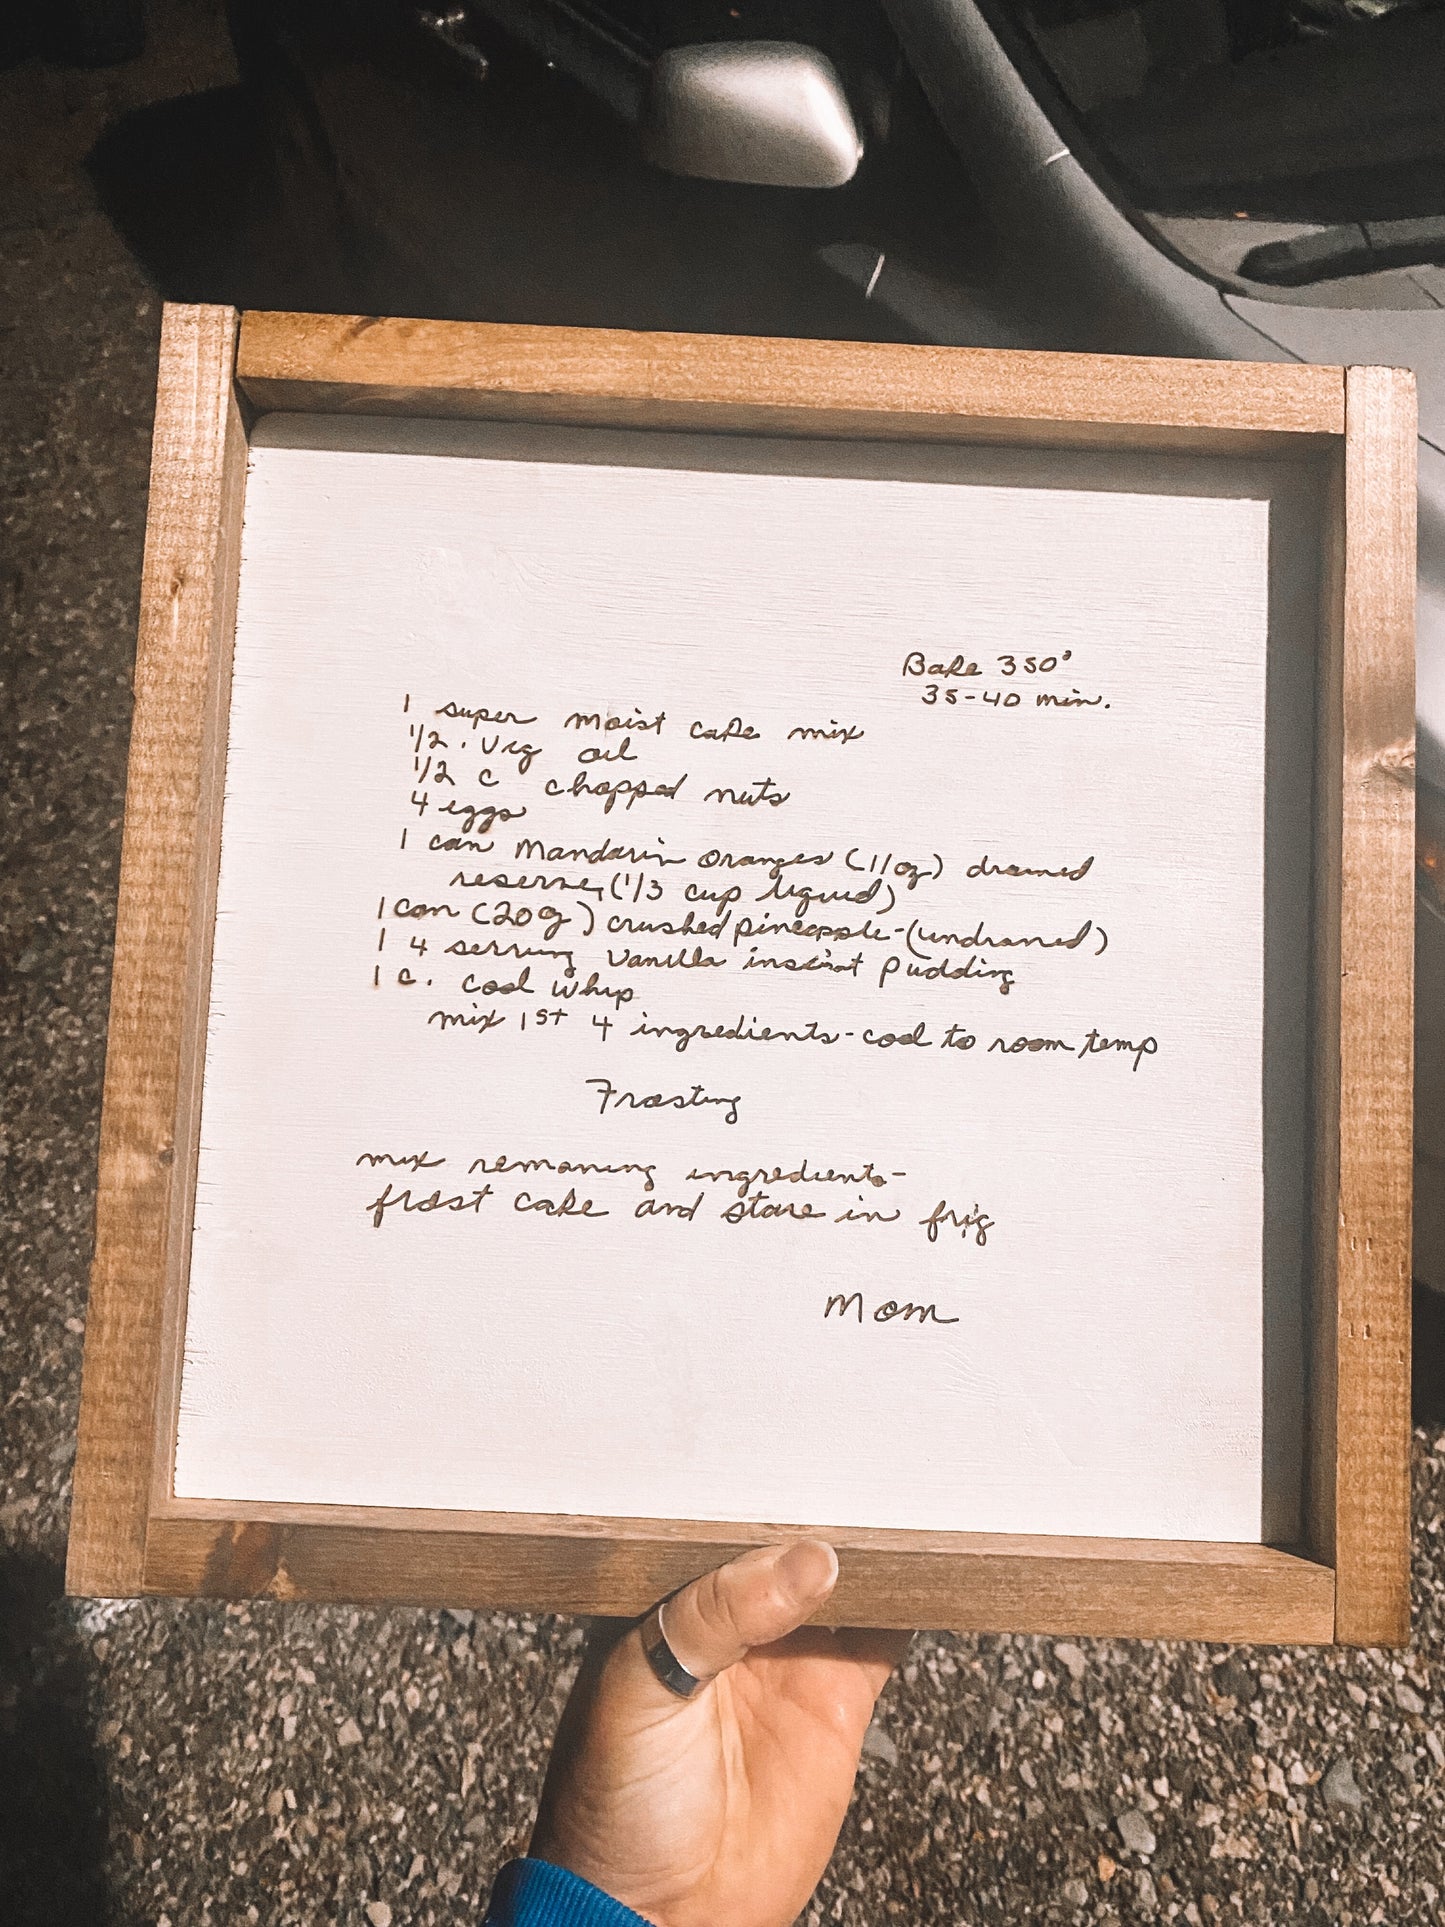 Bake 350°
35-40 min.
1 super moist cake mix
1/2 . Veg oil
1/2 c chopped nuts
4 eggs
1 can Mandarin Oranges (11oz) drained
reserve (1/3 cup liquid)
1 can (20 oz) crushed pineapple-(undrained)
1 4 serving Vanilla instant Pudding
1 c. Cool Whip
mix 1st 4 ingredients - cool to room temp
Frosting
mix remaning ingredients-
frost cake and store in frig
Mom